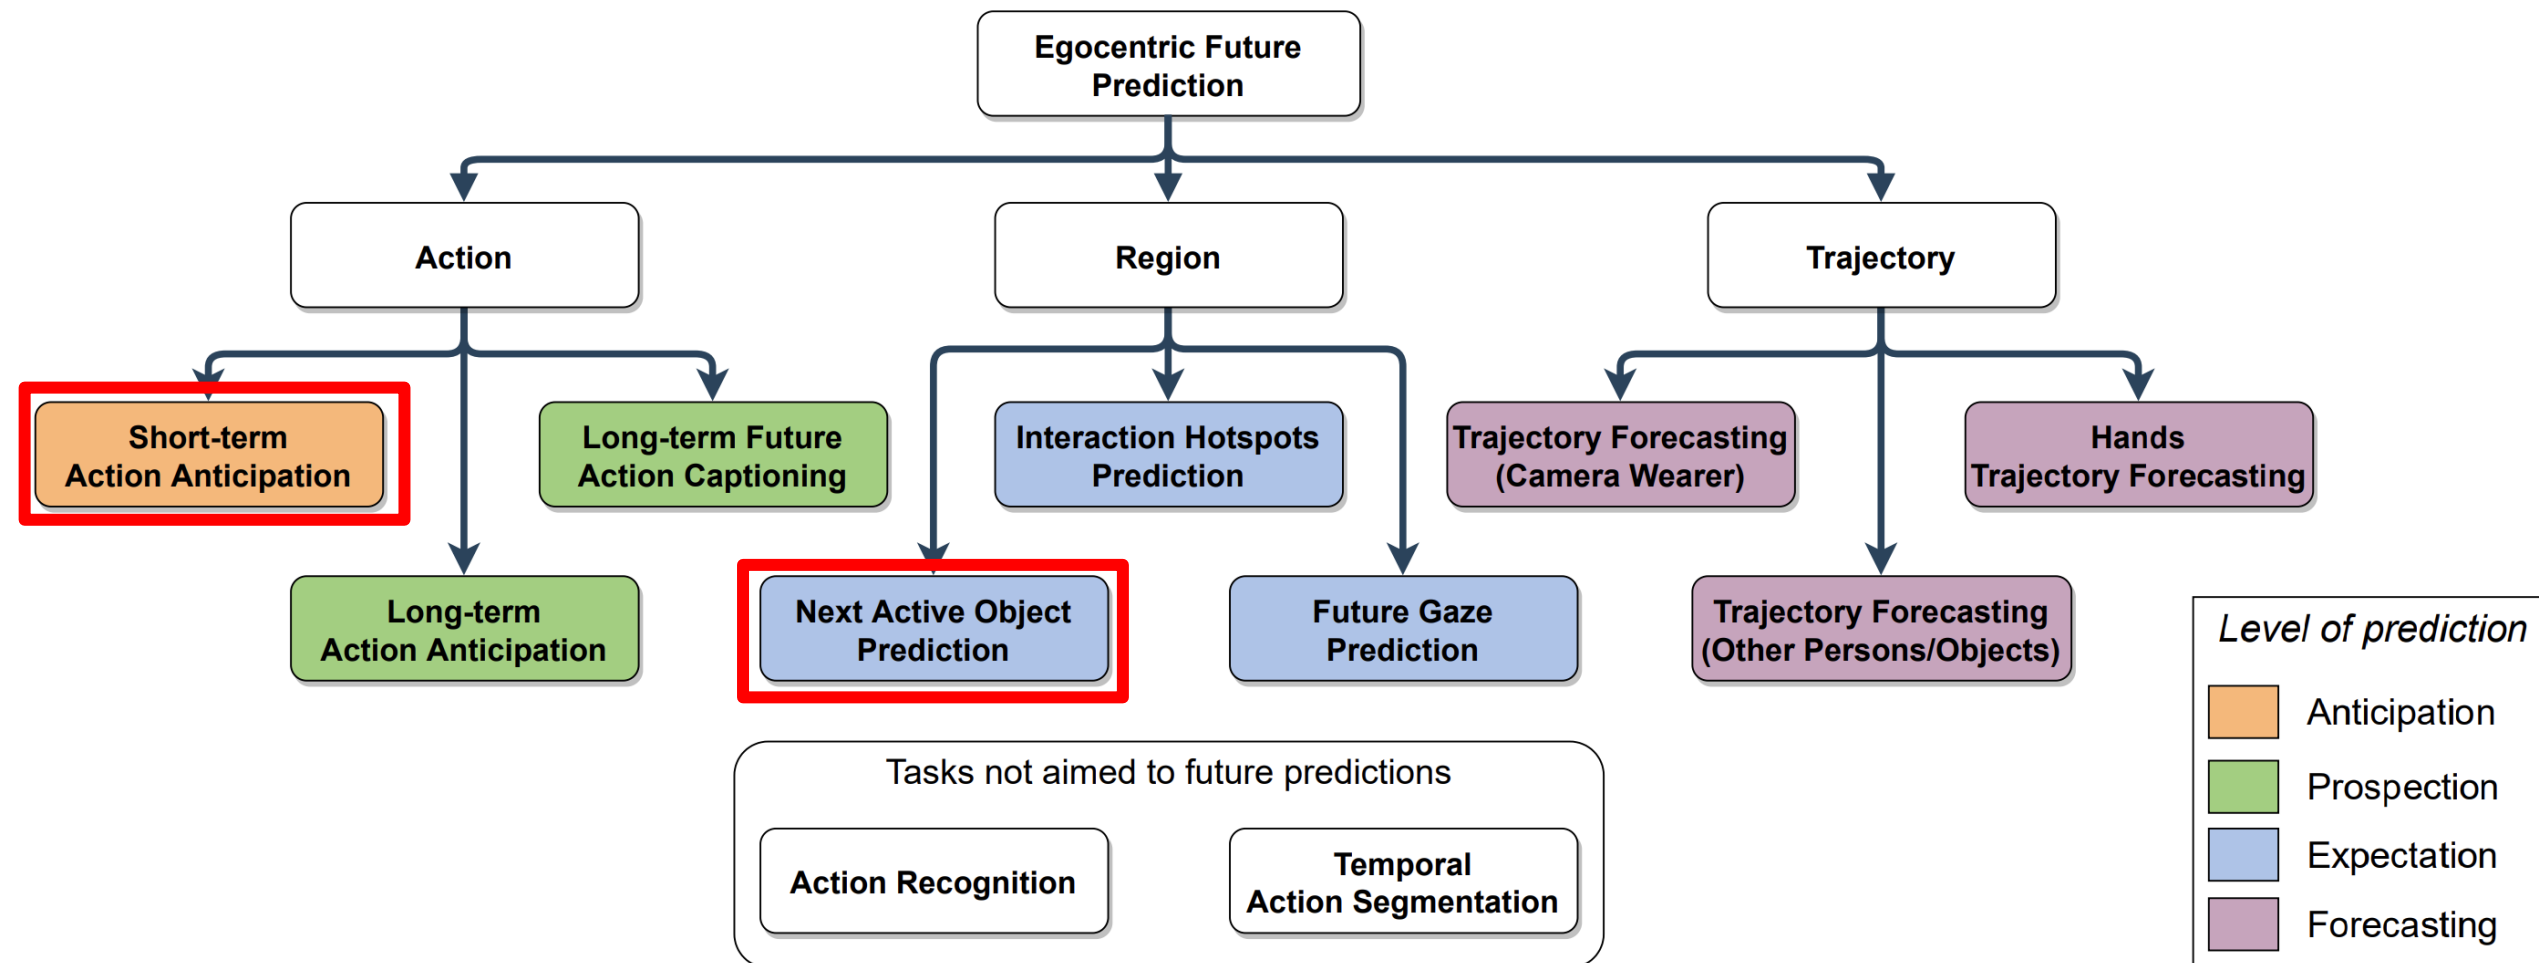 Egocentric Future
Prediction
Action
Region
Trajectory
Short-term
Action Anticipation
Long-term Future
Action Captioning
Interaction Hotspots
Prediction
Trajectory Forecasting
(Camera Wearer)
Hands
Trajectory Forecasting
Long-term
Action Anticipation
Next Active Object
Prediction
Future Gaze
Prediction
Trajectory Forecasting
(Other Persons/Objects)
Level of prediction
Anticipation
Prospection
Expectation
Forecasting
Tasks not aimed to future predictions
Action Recognition
Temporal
Action Segmentation